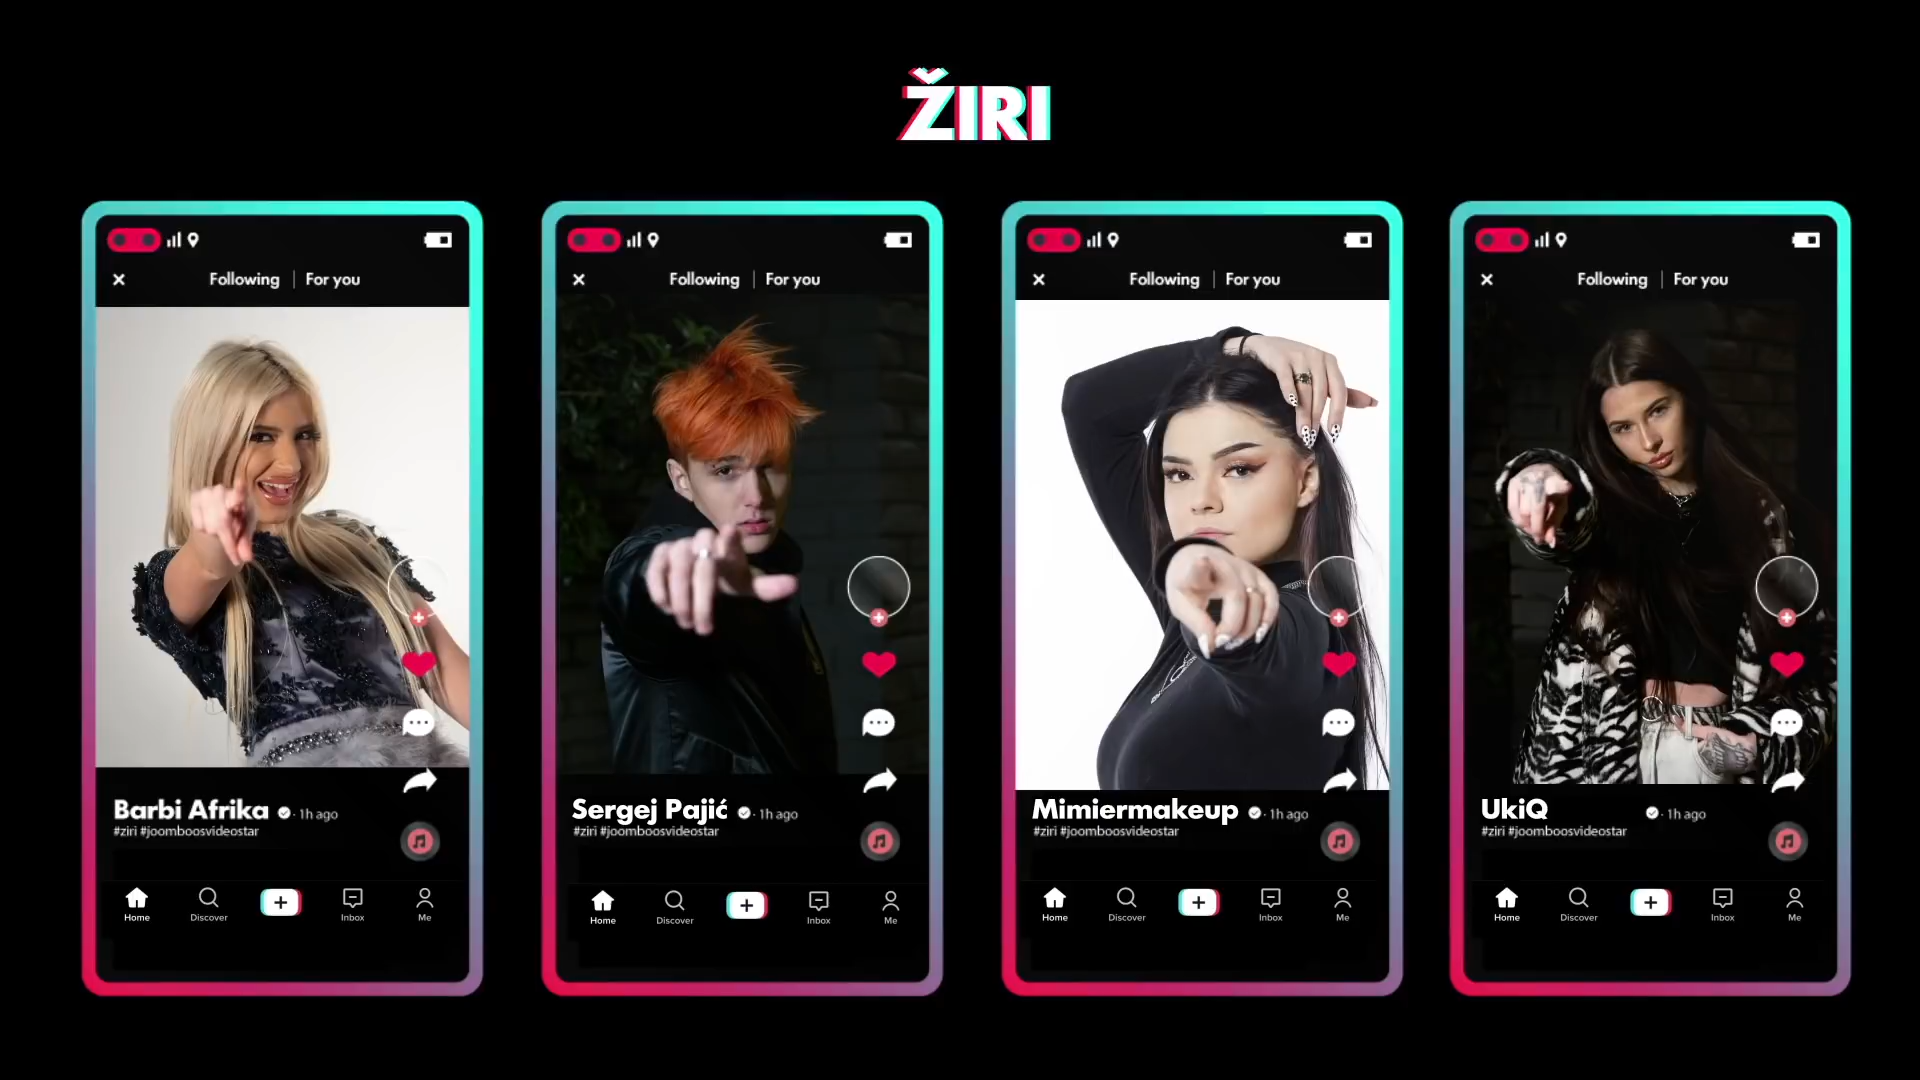 ŽIRI
Following | For you
Barbi Afrika · 1h ago
#ziri #joomboosvideostar
Home Discover Inbox Me
Following | For you
Sergej Pajić · 1h ago
#ziri #joomboosvideostar
Home Discover Inbox Me
Following | For you
Mimiermakeup · 1h ago
#ziri #joomboosvideostar
Home Discover Inbox Me
Following | For you
UkiQ · 1h ago
#ziri #joomboosvideostar
Home Discover Inbox Me